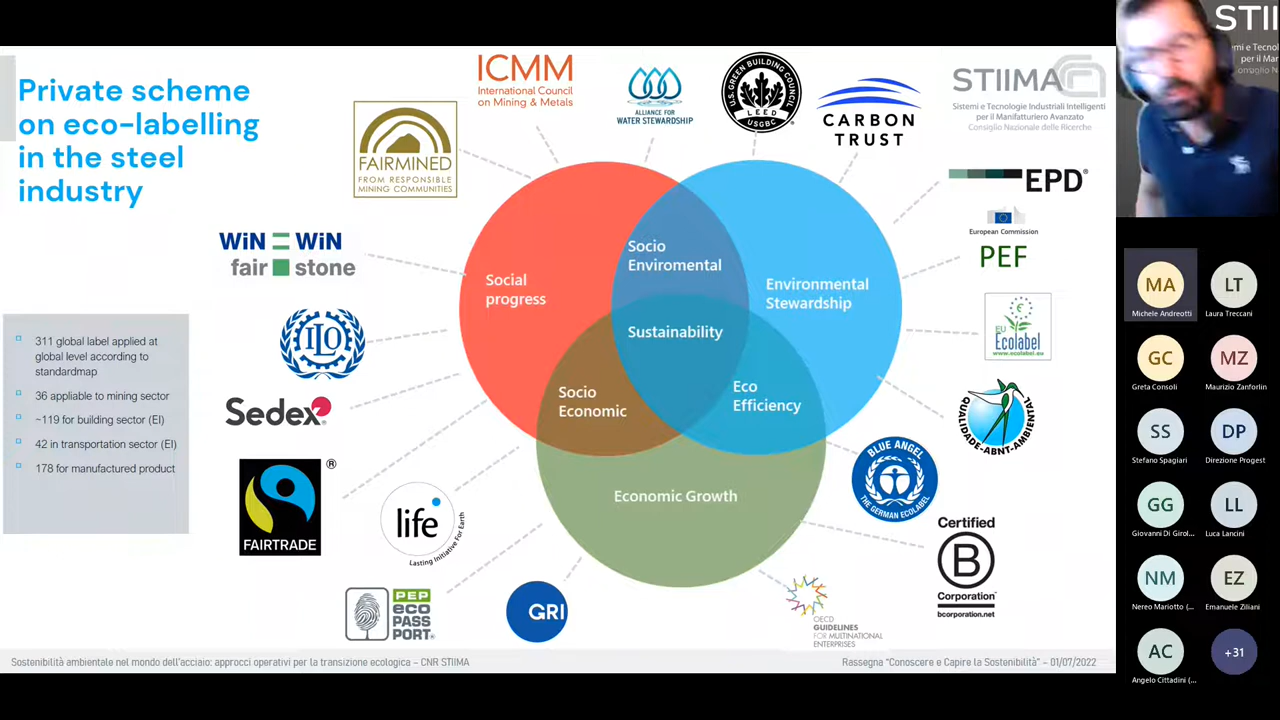 Private scheme
on eco-labelling
in the steel
industry
311 global label applied at
global level according to
standardmap
36 appliable to mining sector
~119 for building sector (EI)
42 in transportation sector (EI)
178 for manufactured product
FAIRMINED
FROM RESPONSIBLE
MINING COMMUNITIES
ICMM
International Council
on Mining & Metals
ALLIANCE FOR
WATER STEWARDSHIP
U.S. GREEN BUILDING COUNCIL
LEED
USGBC
CARBON
TRUST
STIIMA
Sistemi e Tecnologie Industriali Intelligenti
per il Manifatturiero Avanzato
Consiglio Nazionale delle Ricerche
EPD®
European Commission
PEF
EU
Ecolabel
www.ecolabel.eu
QUALIDADE-ABNT-AMBIENTAL
BLUE ANGEL
THE GERMAN ECOLABEL
Certified
B
Corporation™
bcorporation.net
OECD
GUIDELINES
FOR MULTINATIONAL
ENTERPRISES
GRI
PEP
eco
PASS
PORT®
life
Lasting Initiative For Earth
FAIRTRADE
®
Sedex
ILO
WiN = WiN
fair stone
Social
progress
Socio
Enviromental
Environmental
Stewardship
Sustainability
Socio
Economic
Eco
Efficiency
Economic Growth
Sostenibilità ambientale nel mondo dell'acciaio: approcci operativi per la transizione ecologica – CNR STIIMA
Rassegna "Conoscere e Capire la Sostenibilità" – 01/07/2022
STII
mi e Tecnol
per il Mar
onsiglio N
MA
Michele Andreotti
LT
Laura Treccani
GC
Greta Consoli
MZ
Maurizio Zanforlin
SS
Stefano Spagiari
DP
Direzione Progest
GG
Giovanni Di Girol...
LL
Luca Lancini
NM
Nereo Mariotto (...
EZ
Emanuele Ziliani
AC
Angelo Cittadini (...
+31